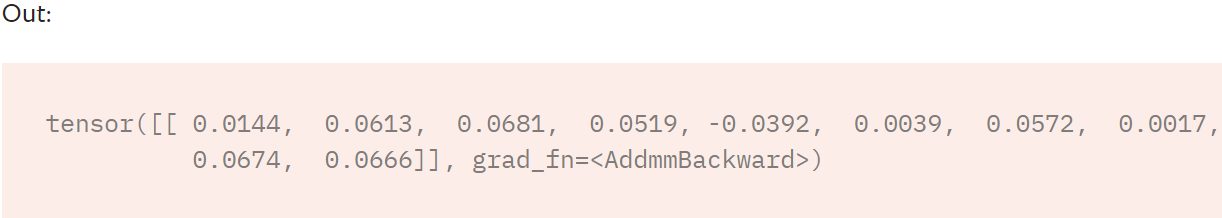 Out:
tensor([[ 0.0144,  0.0613,  0.0681,  0.0519, -0.0392,  0.0039,  0.0572,  0.0017,
          0.0674,  0.0666]], grad_fn=<AddmmBackward>)